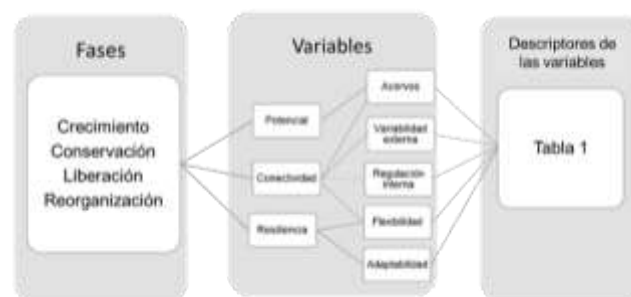 Fases
Crecimiento
Conservación
Liberación
Reorganización
Variables
Potencial
Conectividad
Resiliencia
Acervos
Variabilidad
externa
Regulación
interna
Flexibilidad
Adaptabilidad
Descriptores de
las variables
Tabla 1